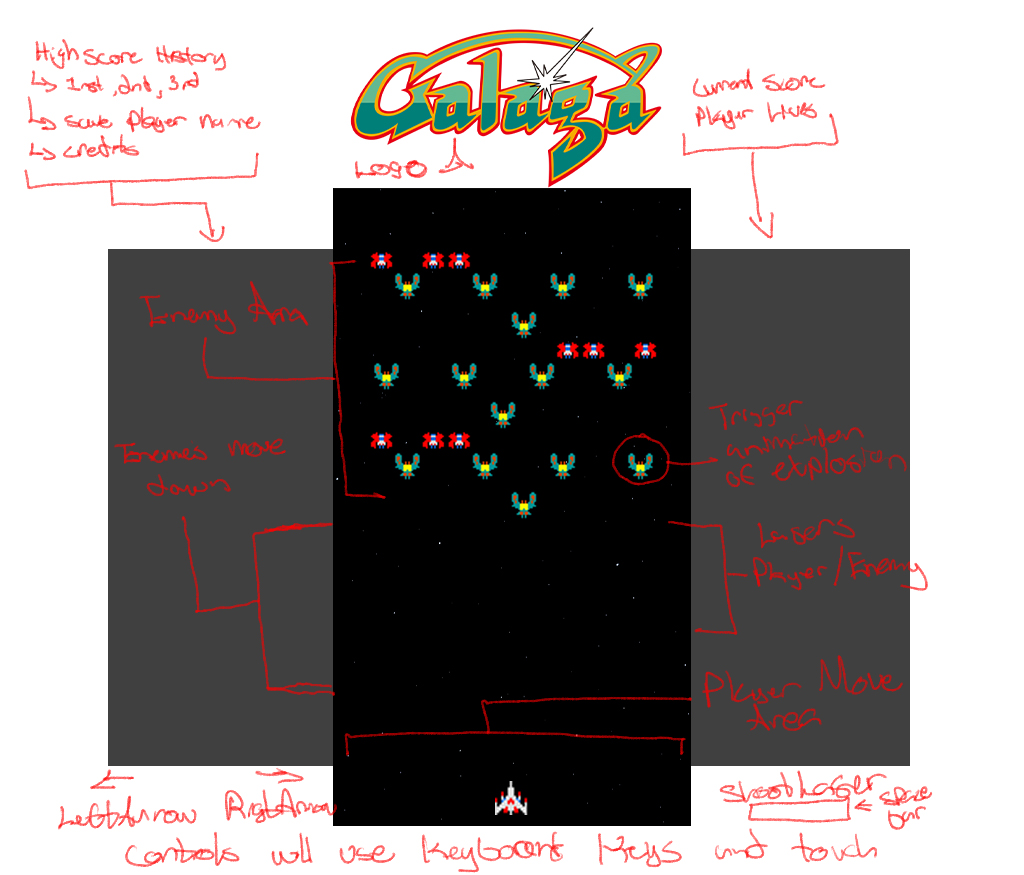 High Score History
↳ 1st, 2nd, 3rd
↳ save Player name
↳ credits
Galaga
LOGO
Current Score
Player Lives
Enemy Area
Enemies move
down
Trigger
animation
of explosion
Lasers
Player/Enemy
Player Move
Area
Left Arrow
Right Arrow
Shoot Laser
space
bar
Controls will use Keyboard Keys and touch